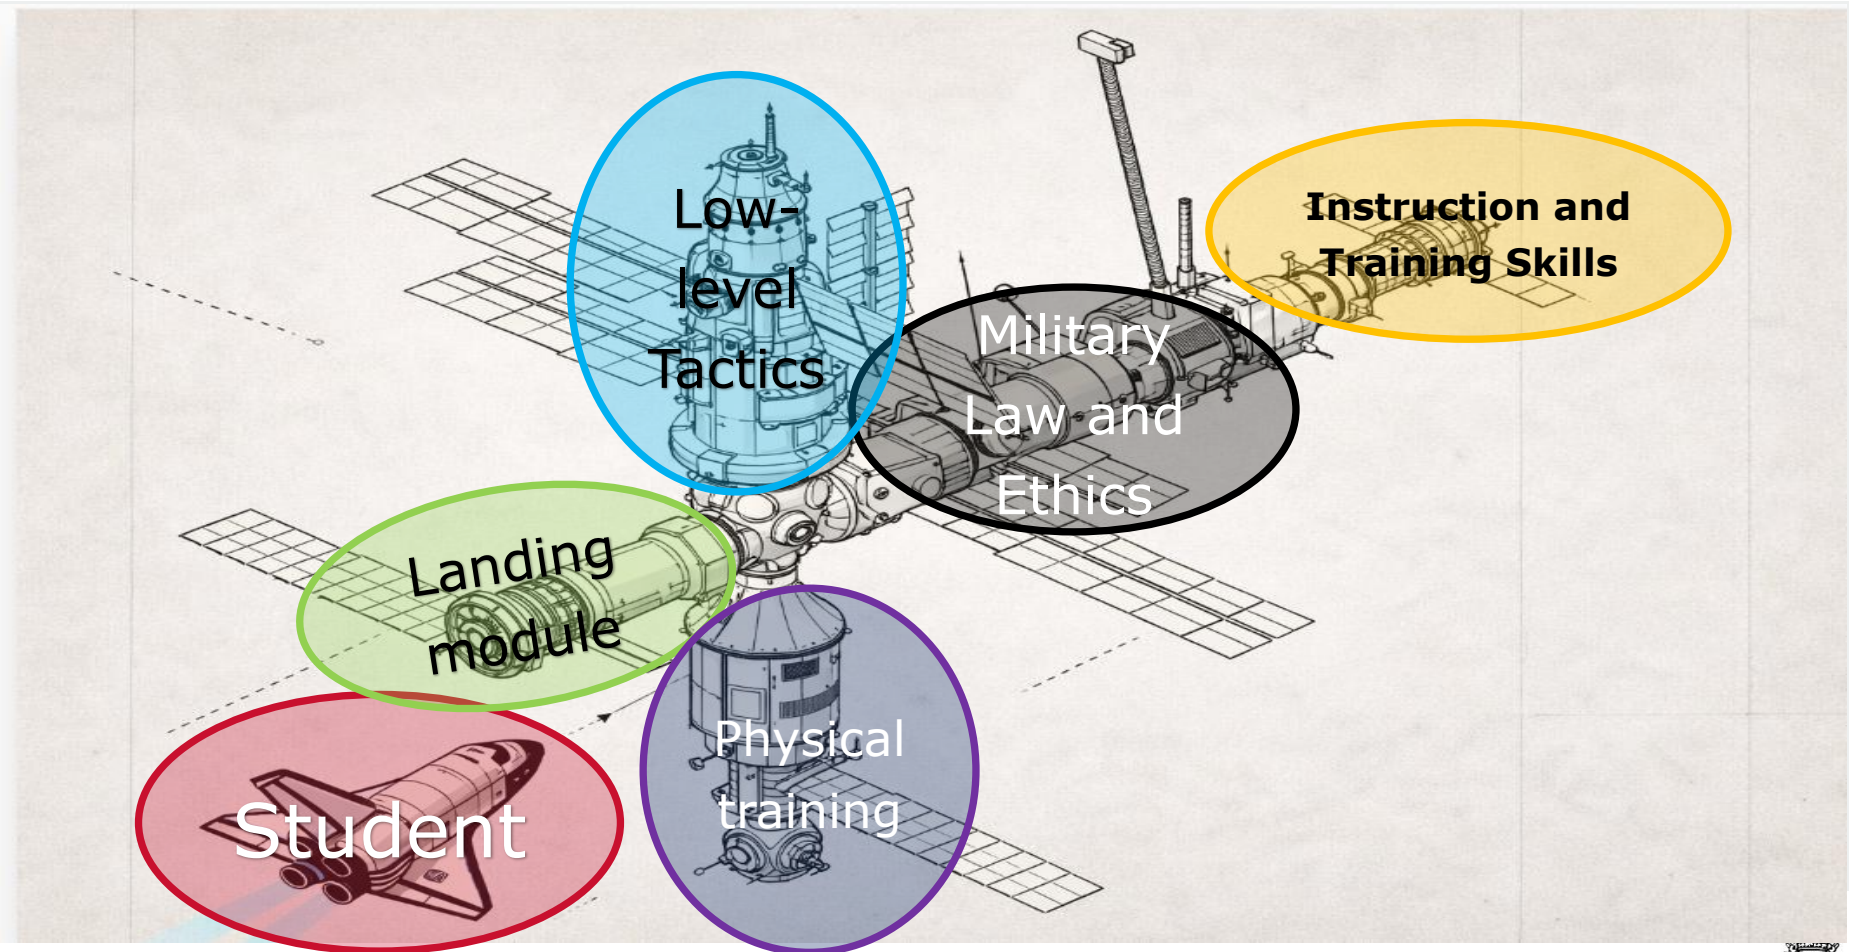 Low-
level
Tactics
Instruction and
Training Skills
Military
Law and
Ethics
Landing
module
Physical
training
Student